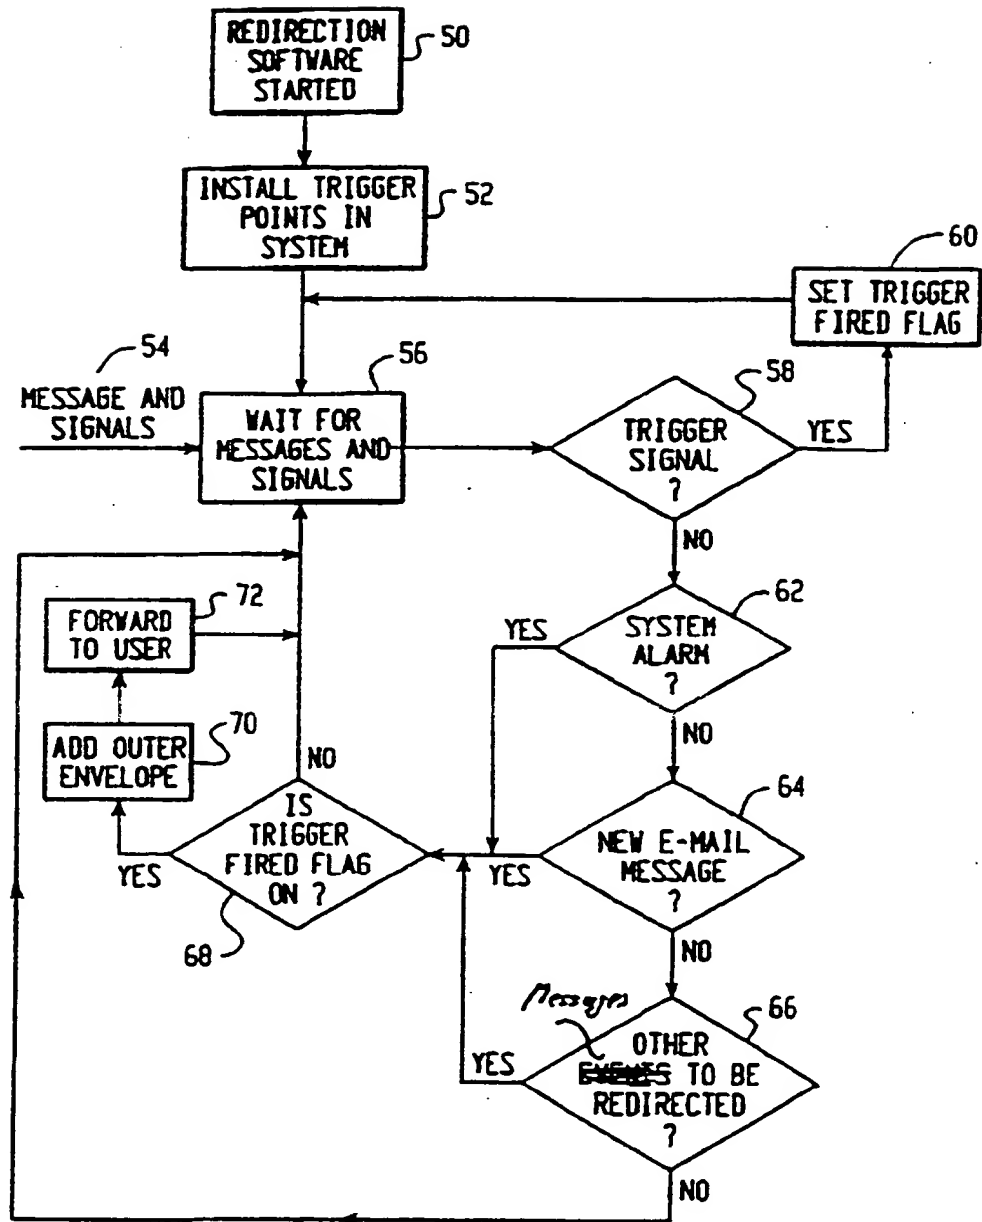 REDIRECTION
SOFTWARE
STARTED
50
INSTALL TRIGGER
POINTS IN
SYSTEM
52
60
SET TRIGGER
FIRED FLAG
54
MESSAGE AND
SIGNALS
56
WAIT FOR
MESSAGES AND
SIGNALS
58
TRIGGER
SIGNAL
?
YES
NO
62
SYSTEM
ALARM
?
YES
NO
72
FORWARD
TO USER
70
ADD OUTER
ENVELOPE
NO
IS
TRIGGER
FIRED FLAG
ON ?
YES
68
64
NEW E-MAIL
MESSAGE
?
YES
NO
Messages
66
OTHER
EVENTS TO BE
REDIRECTED
?
YES
NO